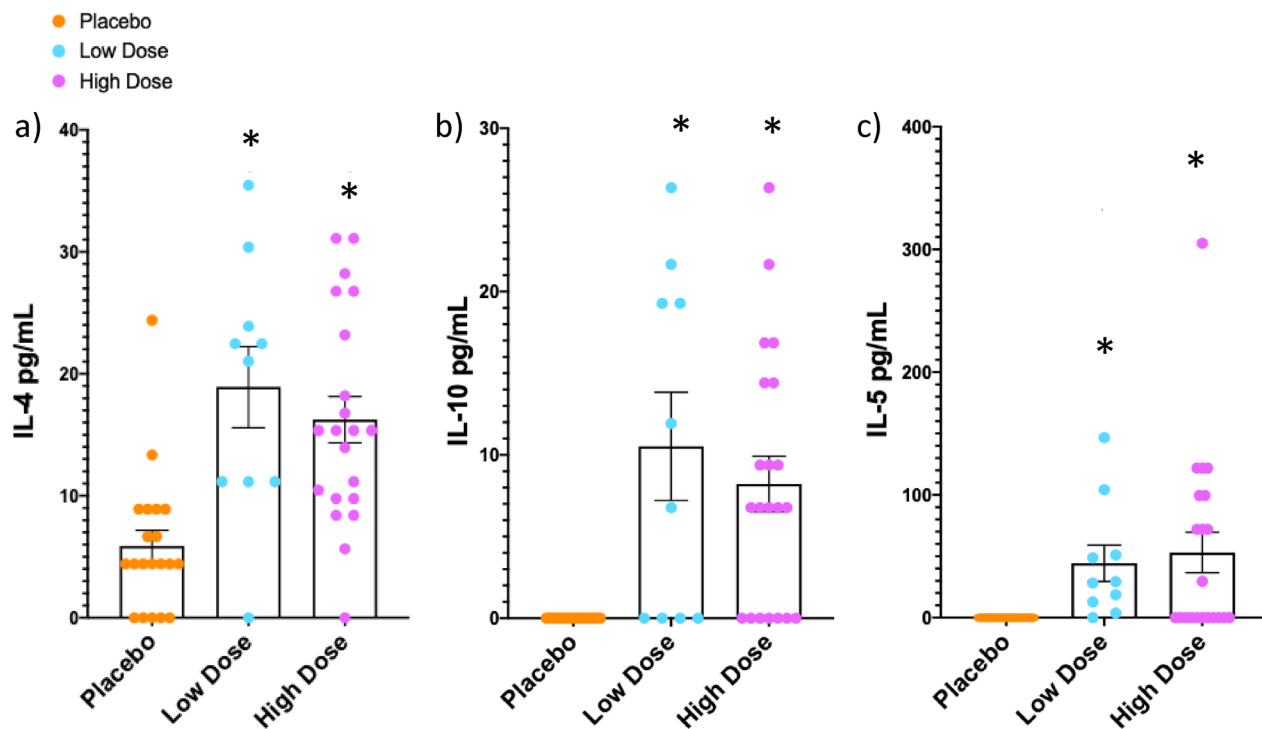 Placebo
Low Dose
High Dose
a)
IL-4 pg/mL
40
30
20
10
0
*
*
Placebo
Low Dose
High Dose
b)
IL-10 pg/mL
30
20
10
0
*
*
Placebo
Low Dose
High Dose
c)
IL-5 pg/mL
400
300
200
100
0
*
*
Placebo
Low Dose
High Dose